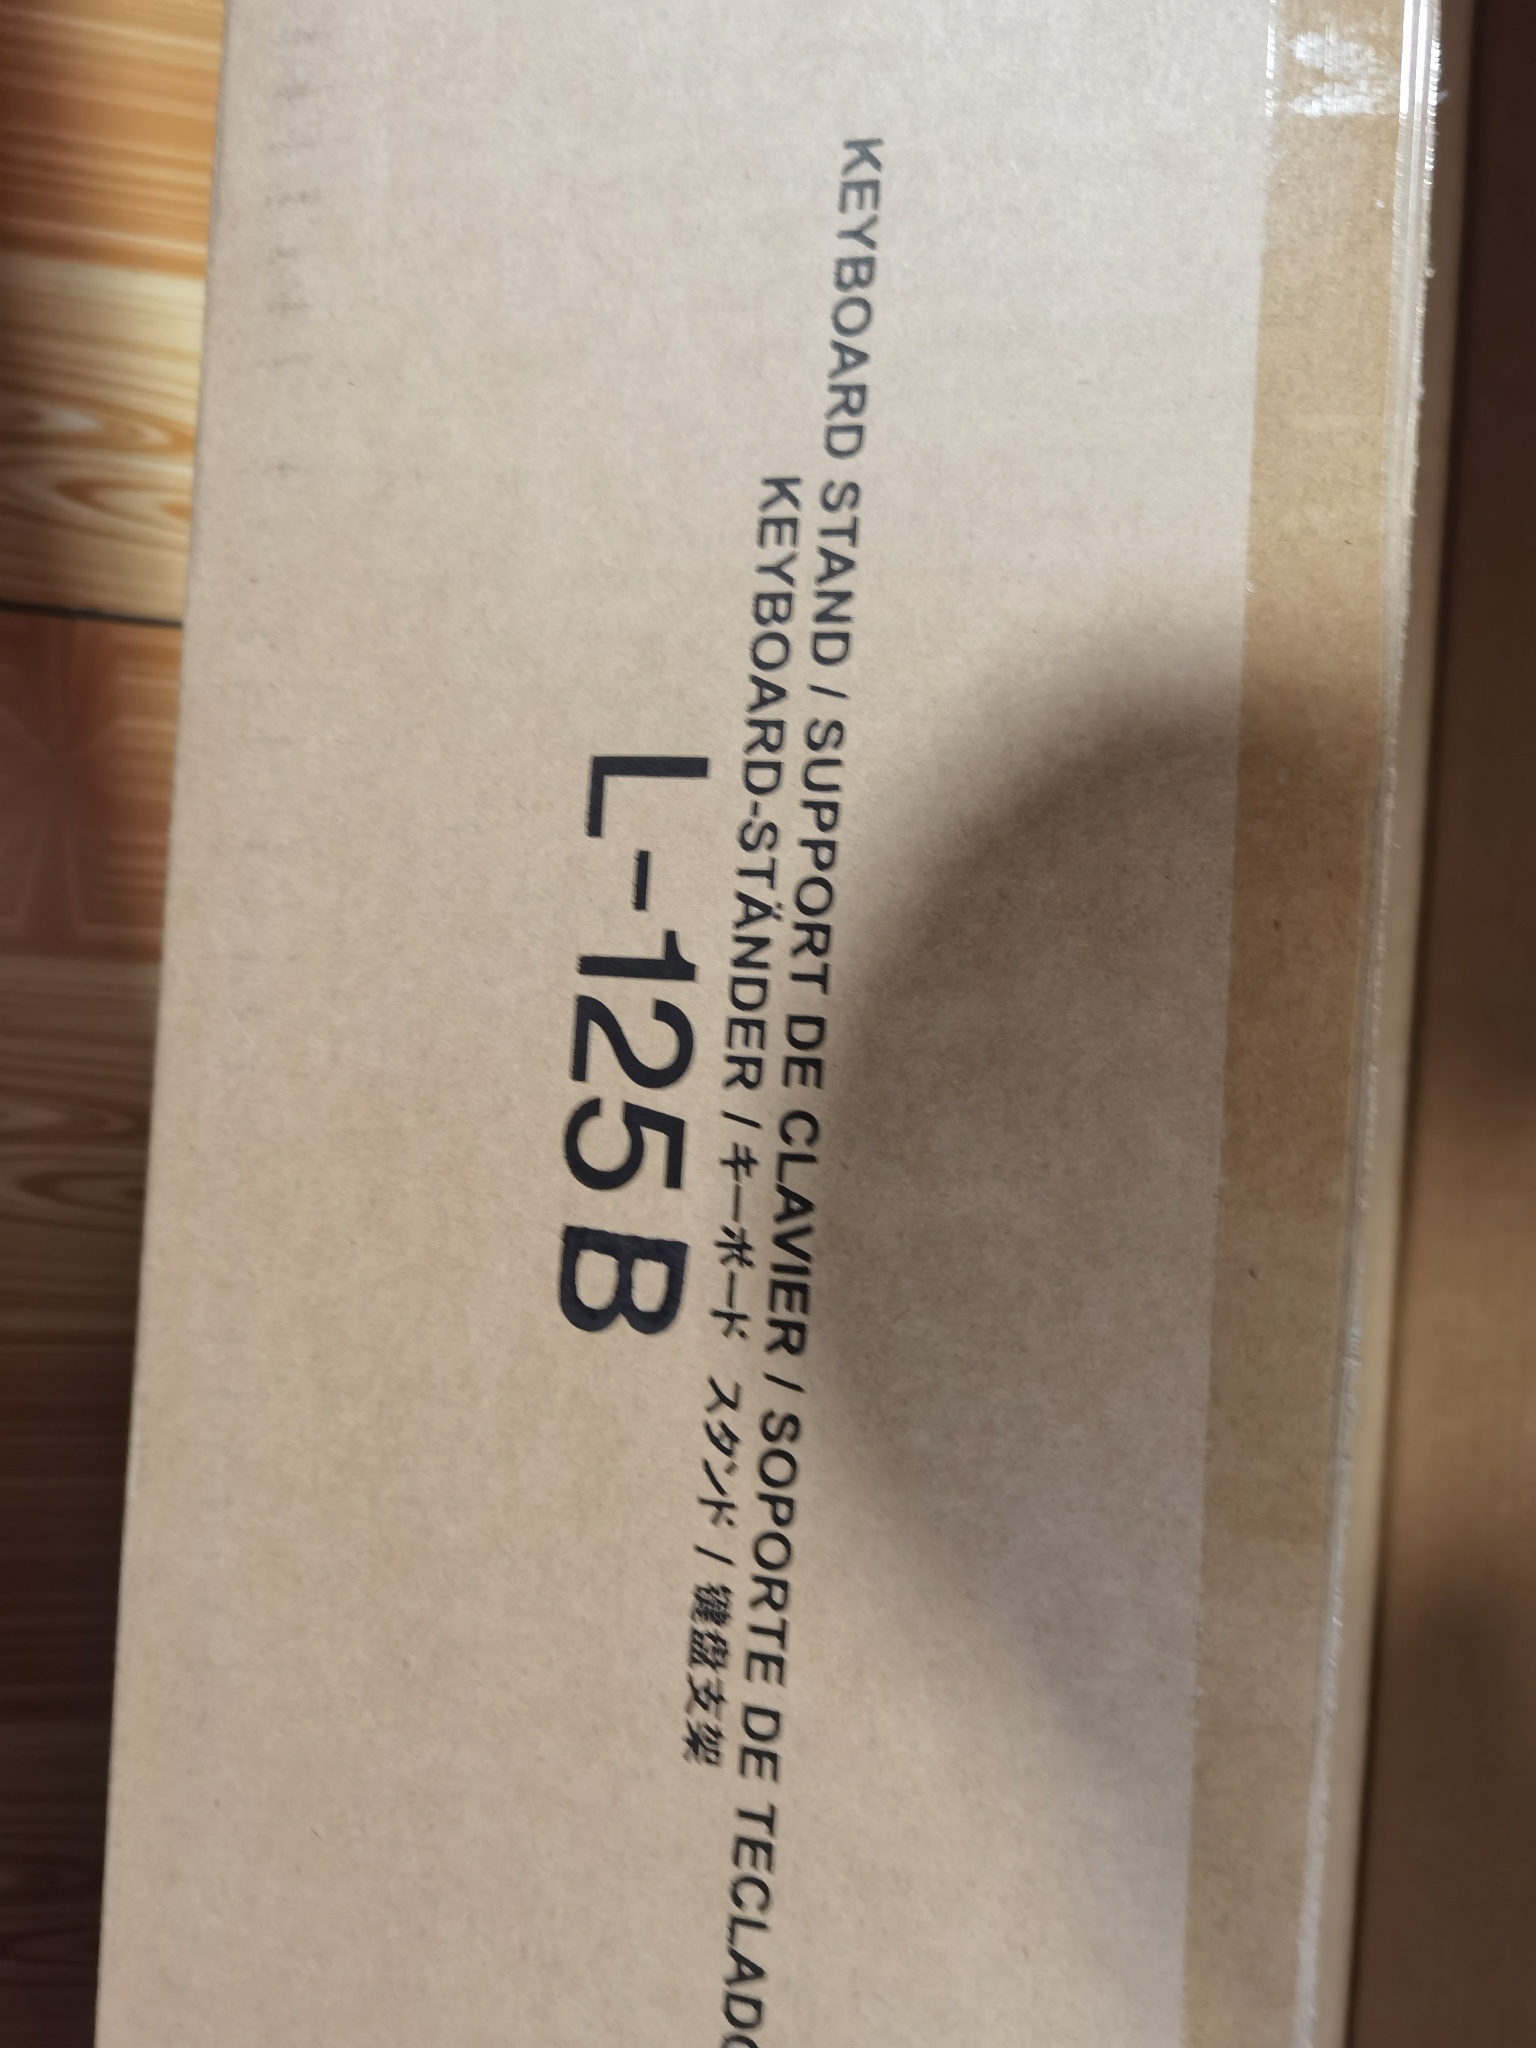 KEYBOARD STAND / SUPPORT DE CLAVIER / SOPORTE DE TECLADO
KEYBOARD-STÄNDER / キーボード スタンド / 键盘支架
L-125B